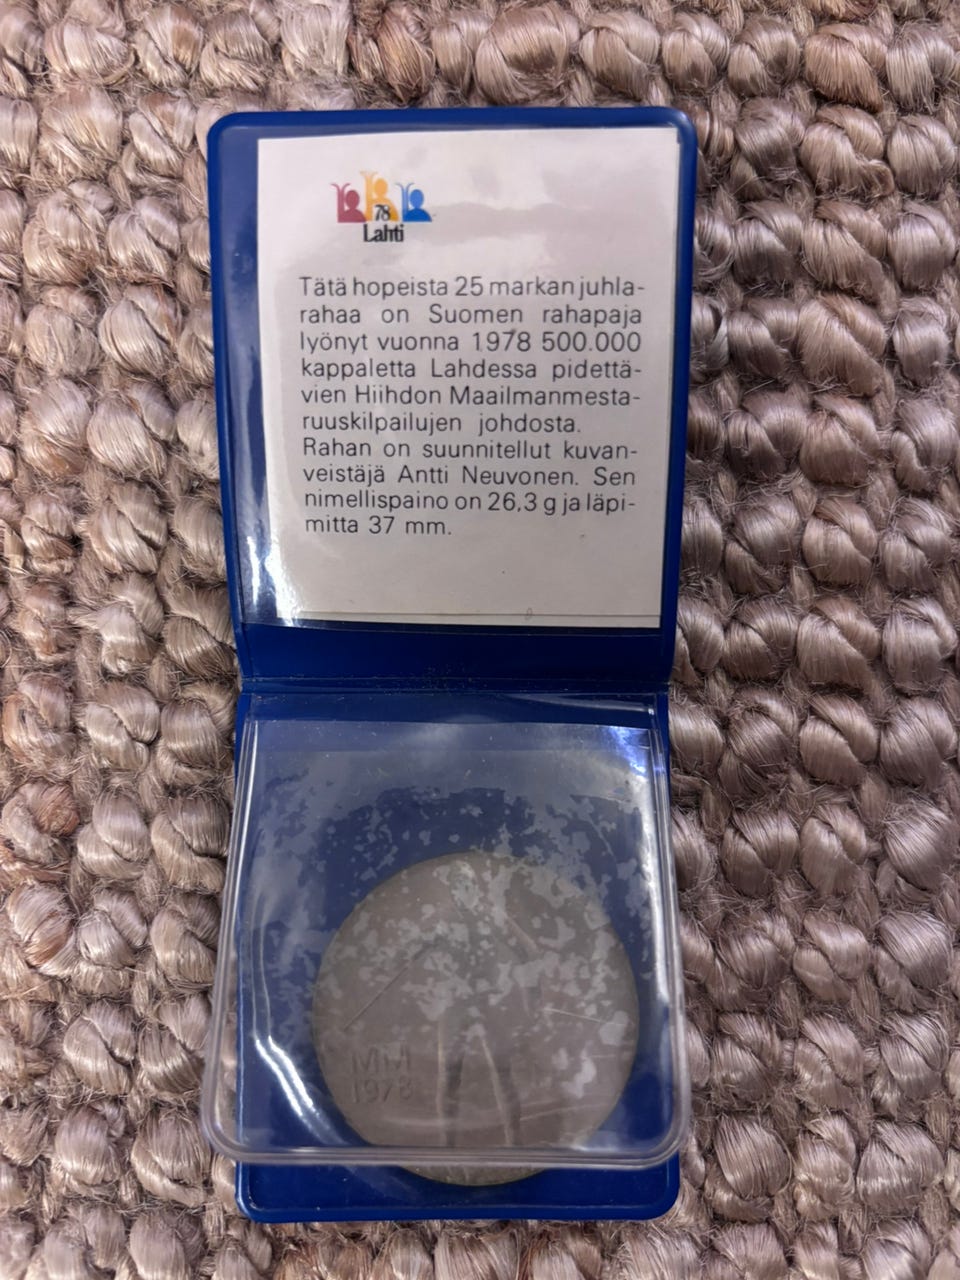 78
Lahti
Tätä hopeista 25 markan juhla-
rahaa on Suomen rahapaja
lyönyt vuonna 1978 500.000
kappaletta Lahdessa pidettä-
vien Hiihdon Maailmanmesta-
ruuskilpailujen johdosta.
Rahan on suunnitellut kuvan-
veistäjä Antti Neuvonen. Sen
nimellispaino on 26,3 g ja läpi-
mitta 37 mm.
MM
1978